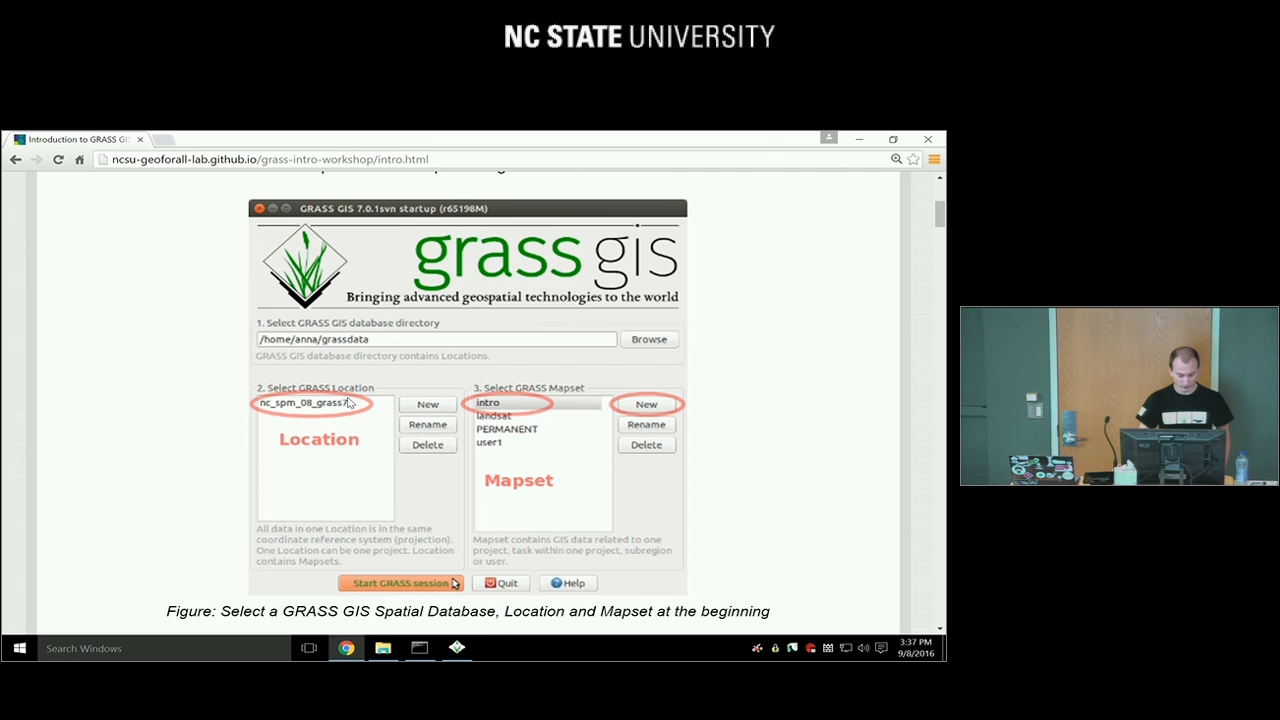 NC STATE UNIVERSITY
Introduction to GRASS GI
ncsu-geoforall-lab.github.io/grass-intro-workshop/intro.html
GRASS GIS 7.0.1svn startup (r65198M)
grass gis
Bringing advanced geospatial technologies to the world
1. Select GRASS GIS database directory
/home/anna/grassdata
Browse
GRASS GIS database directory contains Locations.
2. Select GRASS Location
3. Select GRASS Mapset
nc_spm_08_grass7
New
intro
New
landsat
Rename
PERMANENT
Rename
user1
Delete
Delete
Location
Mapset
All data in one Location is in the same
coordinate reference system (projection).
One Location can be one project. Location
contains Mapsets.
Mapset contains GIS data related to one
project, task within one project, subregion
or user.
Start GRASS session
Quit
Help
Figure: Select a GRASS GIS Spatial Database, Location and Mapset at the beginning
Search Windows
3:37 PM
9/8/2016